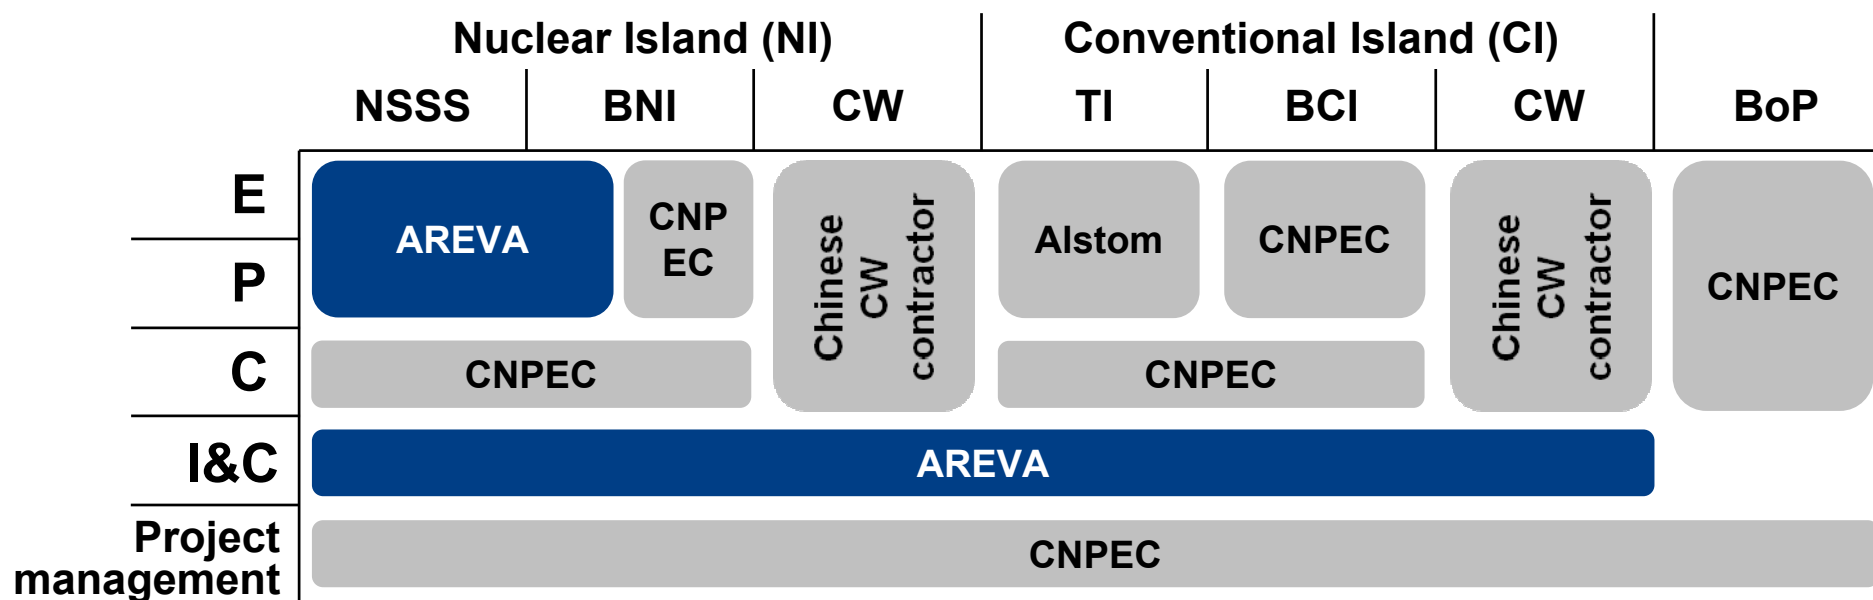 Nuclear Island (NI) Conventional Island (CI)
NSSS BNI CW TI BCI CW BoP
E
P
C
I&C
Project
management
AREVA
CNP
EC
Chinese
CW
contractor
Alstom
CNPEC
Chinese
CW
contractor
CNPEC
CNPEC
CNPEC
AREVA
CNPEC